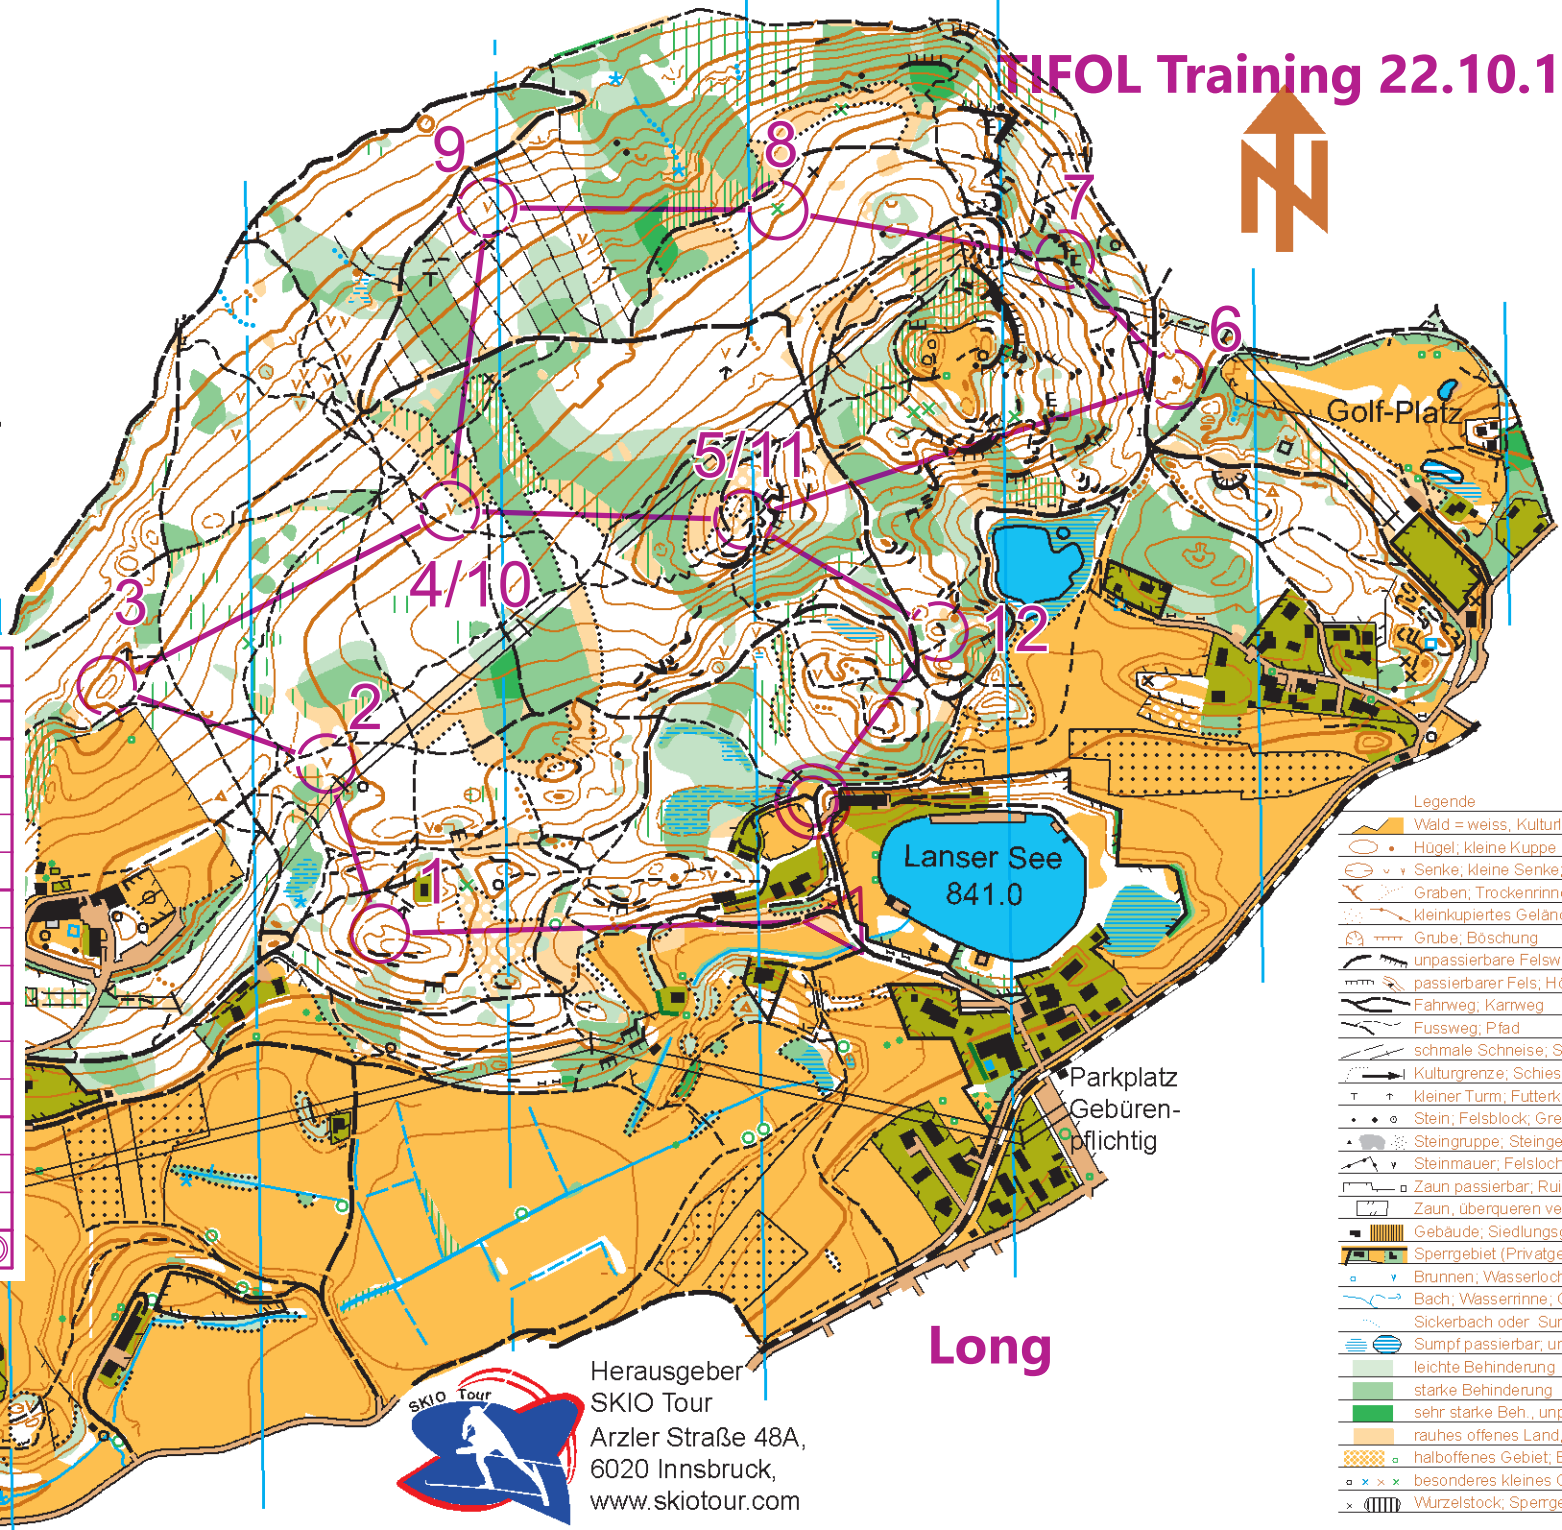 TIFOL Training 22.10.1
9
8
7
6
5/11
4/10
3
2
1
12
Golf-Platz
Lanser See
841.0
Parkplatz
Gebüren-
pflichtig
Long
SKIO Tour
Herausgeber
SKIO Tour
Arzler Straße 48A,
6020 Innsbruck,
www.skiotour.com
Legende
Wald = weiss, Kulturl
Hügel; kleine Kuppe
Senke; kleine Senke;
Graben; Trockenrinn
kleinkupiertes Gelän
Grube; Böschung
unpassierbare Felsw
passierbarer Fels; Hö
Fahrweg; Karrweg
Fussweg; Pfad
schmale Schneise; S
Kulturgrenze; Schies
kleiner Turm; Futterk
Stein; Felsblock; Gre
Steingruppe; Steinge
Steinmauer; Felsloch
Zaun passierbar; Rui
Zaun, überqueren ve
Gebäude; Siedlungsg
Sperrgebiet (Privatge
Brunnen; Wasserloch
Bach; Wasserrinne;
Sickerbach oder Sur
Sumpf passierbar; ur
leichte Behinderung
starke Behinderung
sehr starke Beh., unp
rauhes offenes Land,
halboffenes Gebiet; E
besonderes kleines
Wurzelstock; Sperrge